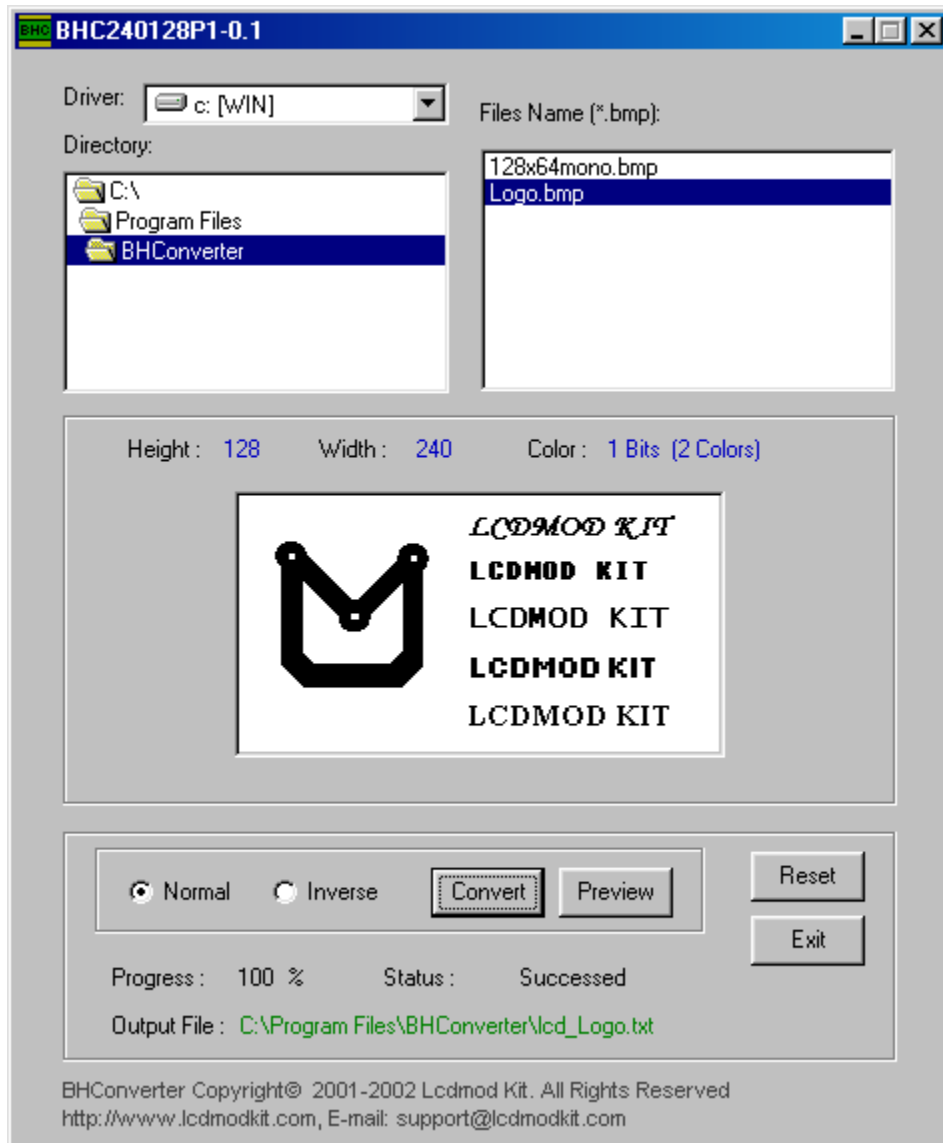 BHC BHC240128P1-0.1
Driver: c: [WIN]
Files Name (*.bmp):
Directory:
C:\
Program Files
BHConverter
128x64mono.bmp
Logo.bmp
Height : 128 Width : 240 Color : 1 Bits (2 Colors)
LCDMOD KIT
LCDMOD KIT
LCDMOD KIT
LCDMOD KIT
LCDMOD KIT
Normal Inverse Convert Preview
Reset
Exit
Progress : 100 % Status : Successed
Output File : C:\Program Files\BHConverter\lcd_Logo.txt
BHConverter Copyright© 2001-2002 Lcdmod Kit. All Rights Reserved
http://www.lcdmodkit.com, E-mail: support@lcdmodkit.com